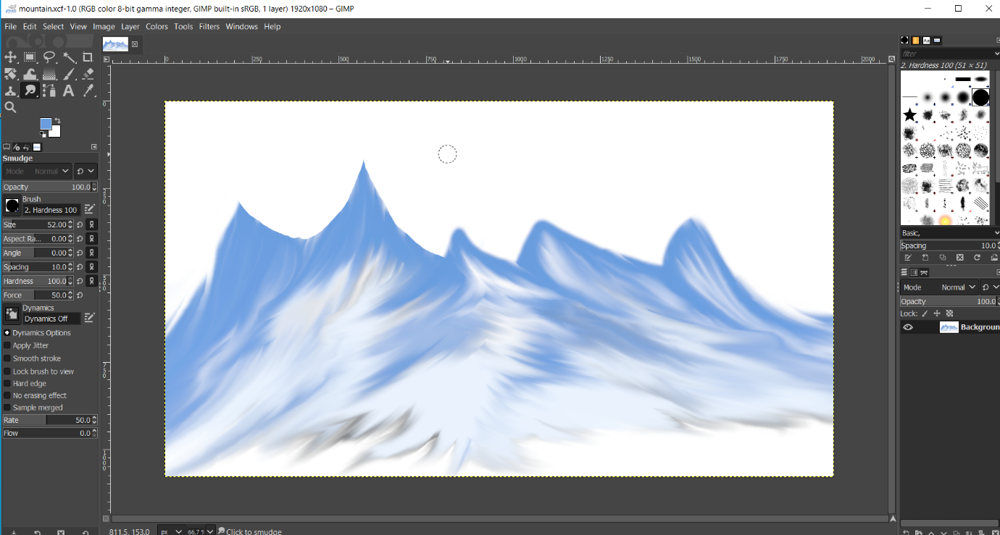 mountain.xcf-1.0 (RGB color 8-bit gamma integer, GIMP built-in sRGB, 1 layer) 1920x1080 – GIMP
File Edit Select View Image Layer Colors Tools Filters Windows Help
0 250 500 750 1000 1250 1500 1750 2000
0
250
500
750
1000
Smudge
Mode Normal
Opacity 100.0
Brush
2. Hardness 100
Size 52.00
Aspect Ra... 0.00
Angle 0.00
Spacing 10.0
Hardness 100.0
Force 50.0
Dynamics
Dynamics Off
Dynamics Options
Apply Jitter
Smooth stroke
Lock brush to view
Hard edge
No erasing effect
Sample merged
Rate 50.0
Flow 0.0
811.5, 153.0 px 66.7 % Click to smudge
filter
2. Hardness 100 (51 × 51)
Basic,
Spacing 10.0
Mode Normal
Opacity 100.0
Lock:
Backgroun